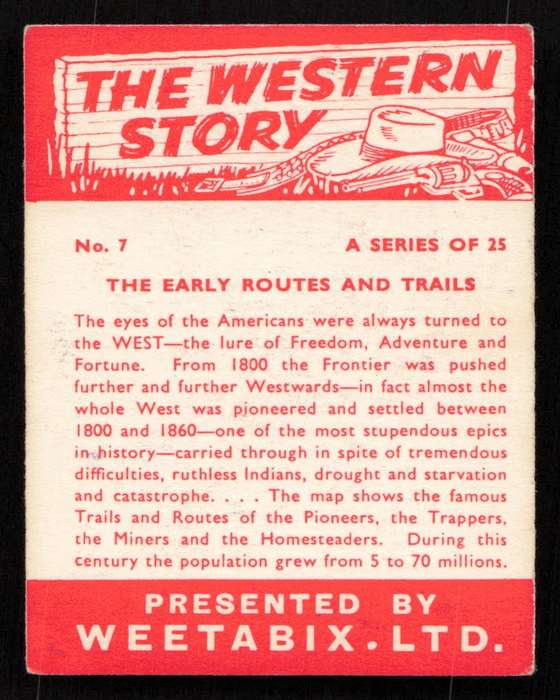 THE WESTERN
STORY
No. 7 A SERIES OF 25
THE EARLY ROUTES AND TRAILS
The eyes of the Americans were always turned to
the WEST—the lure of Freedom, Adventure and
Fortune. From 1800 the Frontier was pushed
further and further Westwards—in fact almost the
whole West was pioneered and settled between
1800 and 1860—one of the most stupendous epics
in history—carried through in spite of tremendous
difficulties, ruthless Indians, drought and starvation
and catastrophe. . . . The map shows the famous
Trails and Routes of the Pioneers, the Trappers,
the Miners and the Homesteaders. During this
century the population grew from 5 to 70 millions.
PRESENTED BY
WEETABIX. LTD.